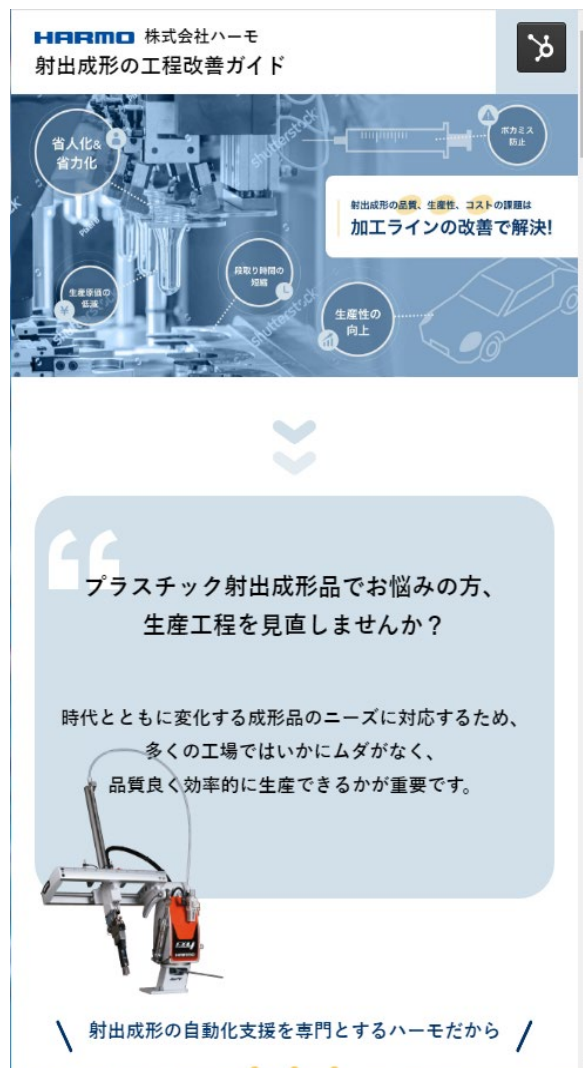 HARMO 株式会社ハーモ
射出成形の工程改善ガイド
省人化&
省力化
ポカミス
防止
shutterstock
射出成形の品質、生産性、コストの課題は
加工ラインの改善で解決!
段取り時間の
短縮
生産原価の
低減
¥
生産性の
向上
shutterstock
プラスチック射出成形品でお悩みの方、
生産工程を見直しませんか？
時代とともに変化する成形品のニーズに対応するため、
多くの工場ではいかにムダがなく、
品質良く効率的に生産できるかが重要です。
HARMO
射出成形の自動化支援を専門とするハーモだから